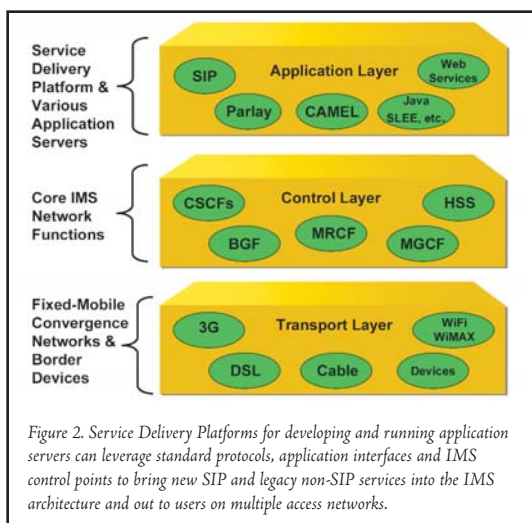 Service
Delivery
Platform &
Various
Application
Servers
Application Layer
SIP
Web
Services
Parlay
CAMEL
Java
SLEE, etc.
Core IMS
Network
Functions
Control Layer
CSCFs
HSS
BGF
MRCF
MGCF
Fixed-Mobile
Convergence
Networks &
Border
Devices
Transport Layer
3G
WiFi
WiMAX
DSL
Cable
Devices
Figure 2. Service Delivery Platforms for developing and running application
servers can leverage standard protocols, application interfaces and IMS
control points to bring new SIP and legacy non-SIP services into the IMS
architecture and out to users on multiple access networks.